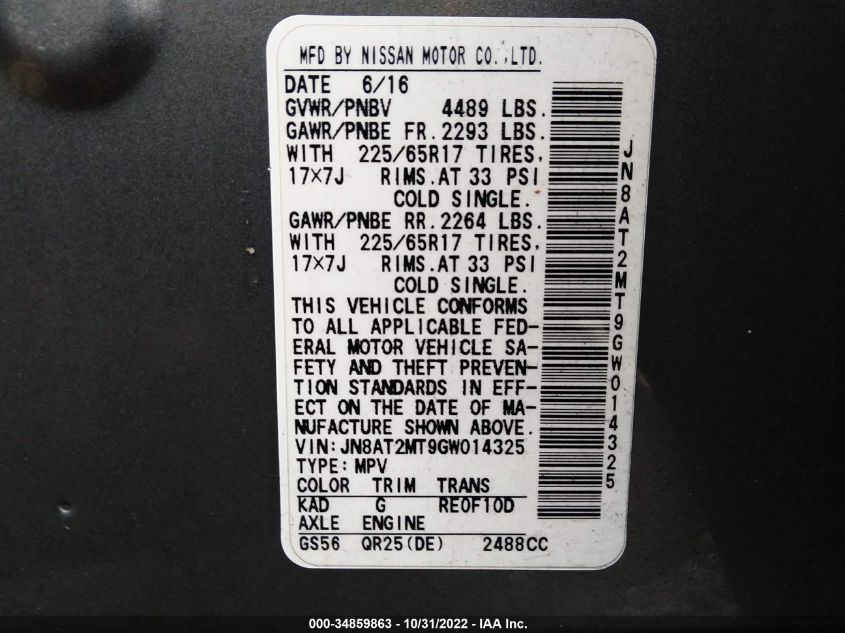 MFD BY NISSAN MOTOR CO.,LTD.
DATE 6/16
GVWR/PNBV 4489 LBS.
GAWR/PNBE FR.2293 LBS.
WITH 225/65R17 TIRES,
17×7J RIMS.AT 33 PSI
COLD SINGLE.
GAWR/PNBE RR.2264 LBS.
WITH 225/65R17 TIRES,
17×7J RIMS.AT 33 PSI
COLD SINGLE.
THIS VEHICLE CONFORMS
TO ALL APPLICABLE FED-
ERAL MOTOR VEHICLE SA-
FETY AND THEFT PREVEN-
TION STANDARDS IN EFF-
ECT ON THE DATE OF MA-
NUFACTURE SHOWN ABOVE.
VIN:JN8AT2MT9GW014325
TYPE:MPV
COLOR TRIM TRANS
KAD G RE0F10D
AXLE ENGINE
GS56 QR25(DE) 2488CC
JN8AT2MT9GW014325
000-34859863 - 10/31/2022 - IAA Inc.